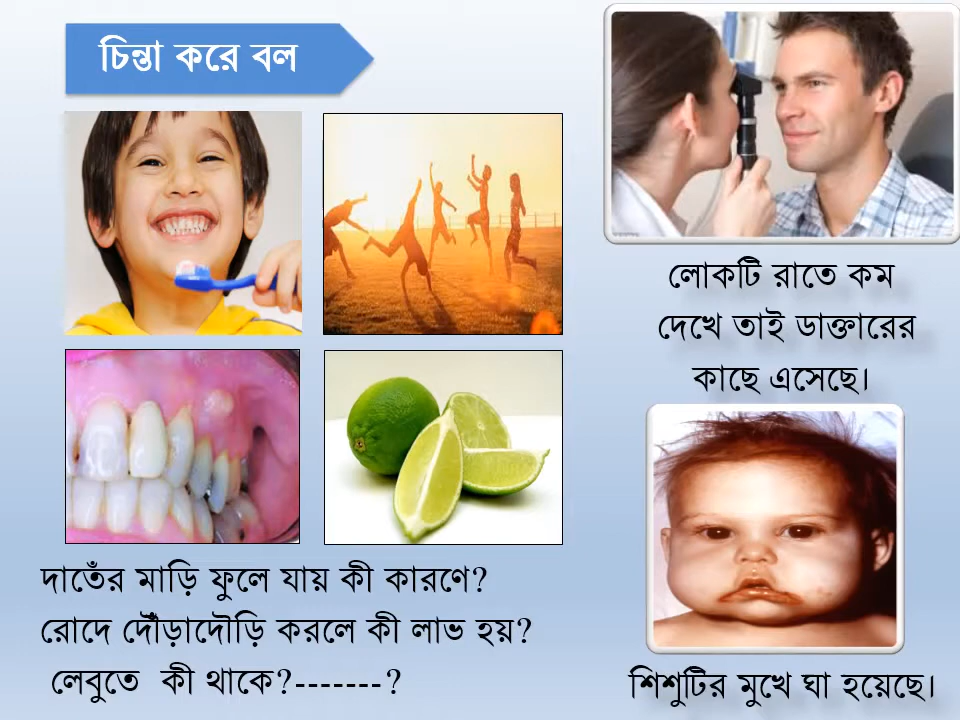 চিন্তা করে বল
লোকটি রাতে কম
দেখে তাই ডাক্তারের
কাছে এসেছে।
দাতেঁর মাড়ি ফুলে যায় কী কারণে?
রোদে দৌঁড়াদৌড়ি করলে কী লাভ হয়?
লেবুতে কী থাকে?-------?
শিশুটির মুখে ঘা হয়েছে।